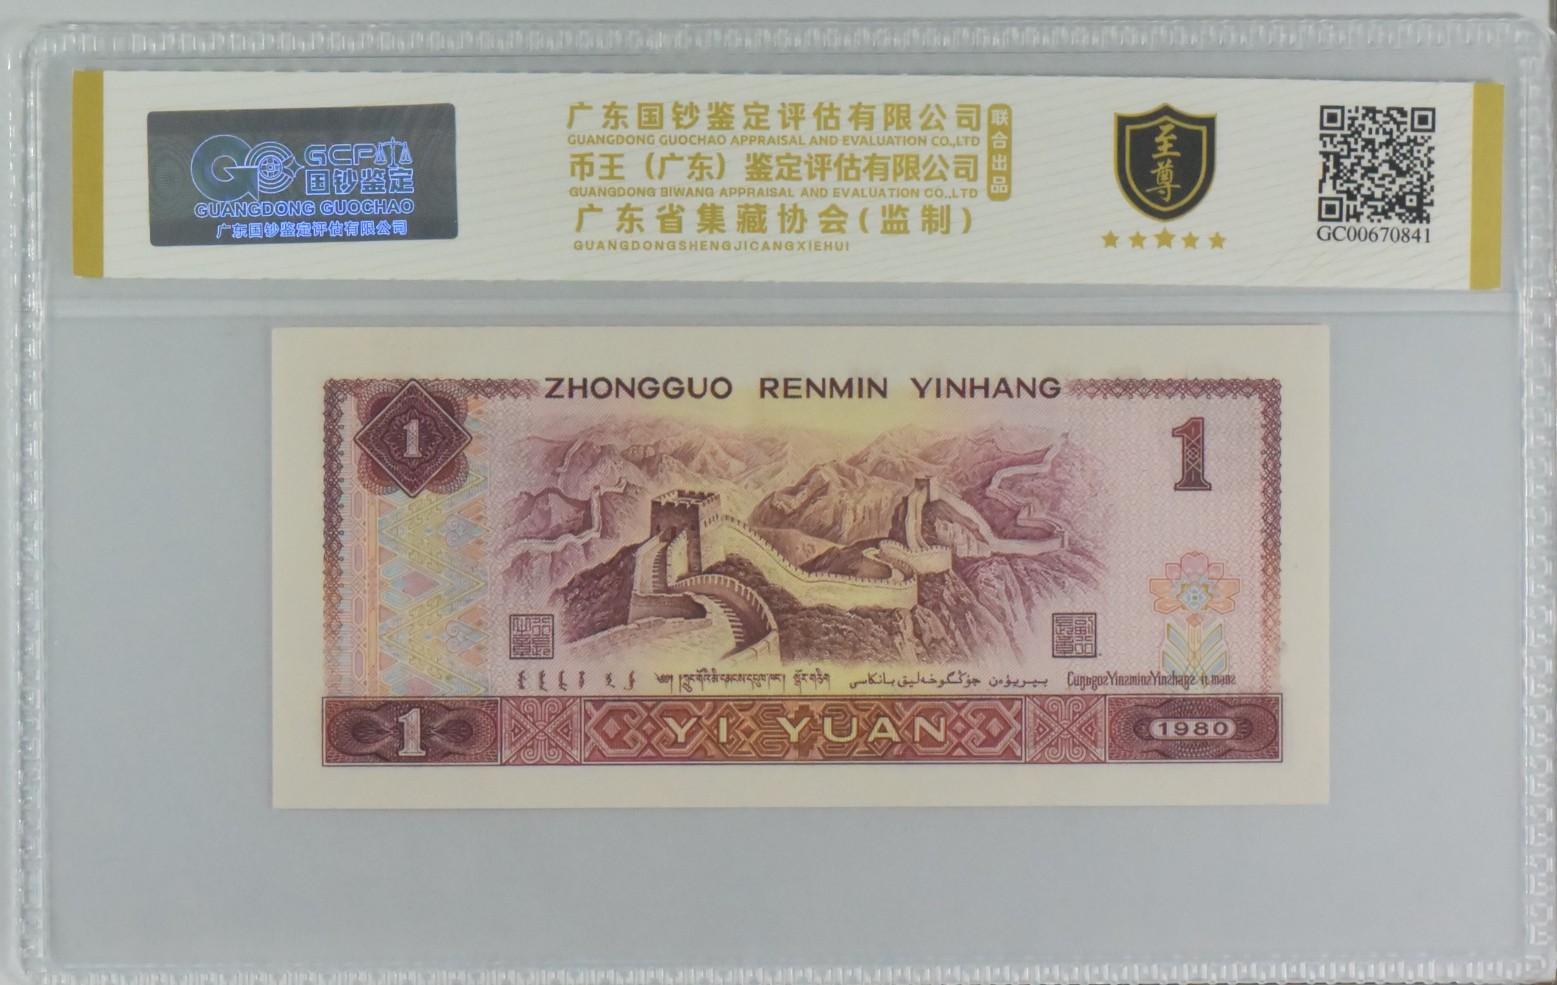 GCP
国钞鉴定
GUANGDONG GUOCHAO
广东国钞鉴定评估有限公司
广东国钞鉴定评估有限公司
GUANGDONG GUOCHAO APPRAISAL AND EVALUATION CO.,LTD
币王（广东）鉴定评估有限公司
GUANGDONG BIWANG APPRAISAL AND EVALUATION CO.,LTD
广东省集藏协会(监制)
GUANGDONGSHENGJICANGXIEHUI
联合出品
至尊
GC00670841
ZHONGGUO RENMIN YINHANG
1
1
1
YI YUAN
1980